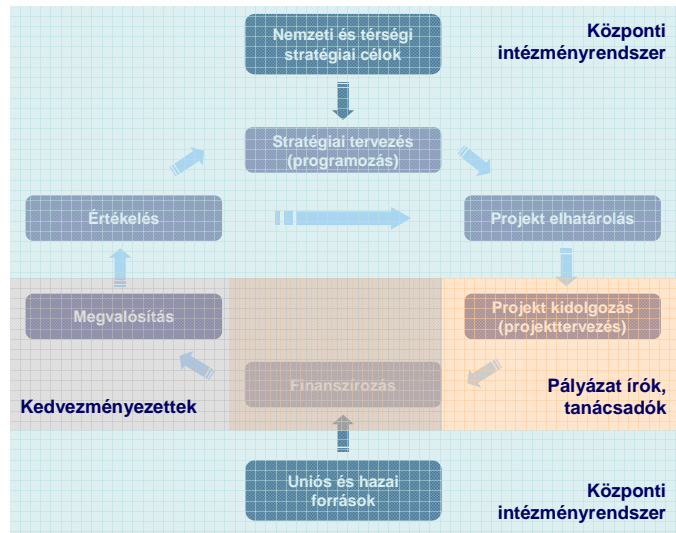 Nemzeti és térségi
stratégiai célok
Központi
intézményrendszer
Stratégiai tervezés
(programozás)
Értékelés
Projekt elhatárolás
Megvalósítás
Projekt kidolgozás
(projekttervezés)
Finanszírozás
Kedvezményezettek
Pályázat írók,
tanácsadók
Uniós és hazai
források
Központi
intézményrendszer